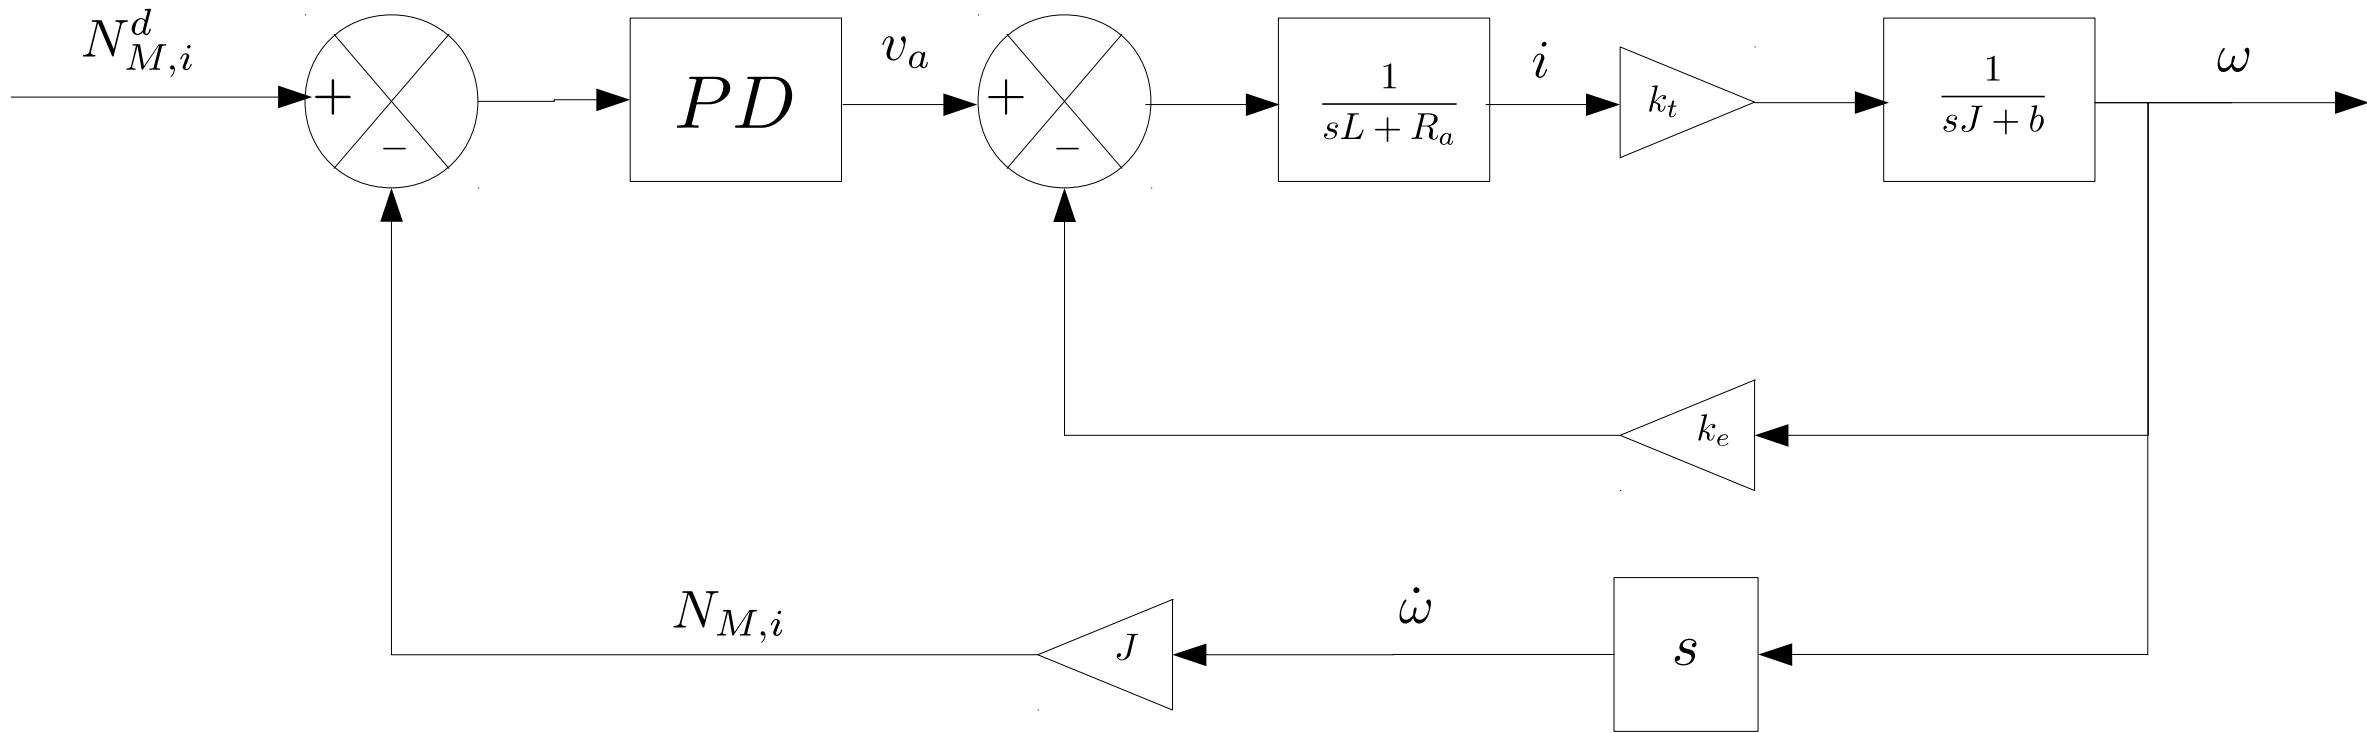 N^d_{M,i}
+
−
PD
v_a
+
−
1/(sL + R_a)
i
k_t
1/(sJ + b)
ω
k_e
N_{M,i}
J
ω̇
s